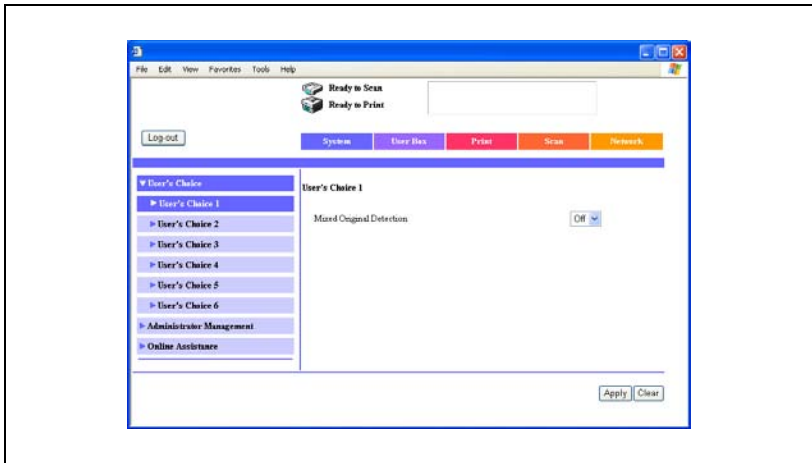 File Edit View Favorites Tools Help
Ready to Scan
Ready to Print
Log-out
System User Box Print Scan Network
▼User's Choice
▶User's Choice 1
▶User's Choice 2
▶User's Choice 3
▶User's Choice 4
▶User's Choice 5
▶User's Choice 6
▶Administrator Management
▶Online Assistance
User's Choice 1
Mixed Original Detection Off
Apply Clear